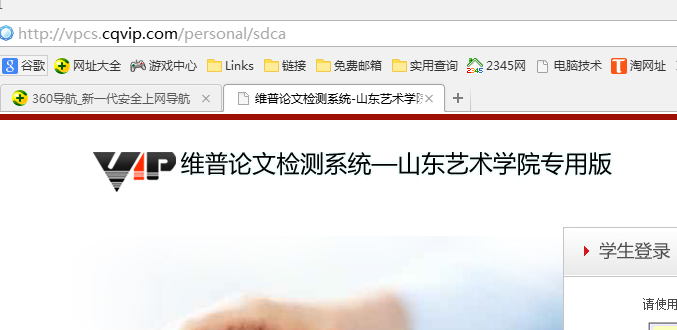 http://vpcs.cqvip.com/personal/sdca
谷歌 网址大全 游戏中心 Links 链接 免费邮箱 实用查询 2345网 电脑技术 淘网址
360导航_新一代安全上网导航 维普论文检测系统-山东艺术学院
VIP 维普论文检测系统—山东艺术学院专用版
学生登录
请使用